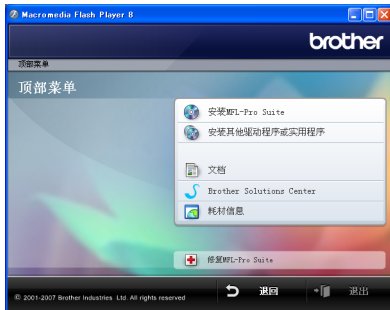 Macromedia Flash Player 8
brother
顶部菜单
顶部菜单
安装MFL-Pro Suite
安装其他驱动程序或实用程序
文档
Brother Solutions Center
耗材信息
修复MFL-Pro Suite
© 2001-2007 Brother Industries Ltd. All rights reserved
退回
退出